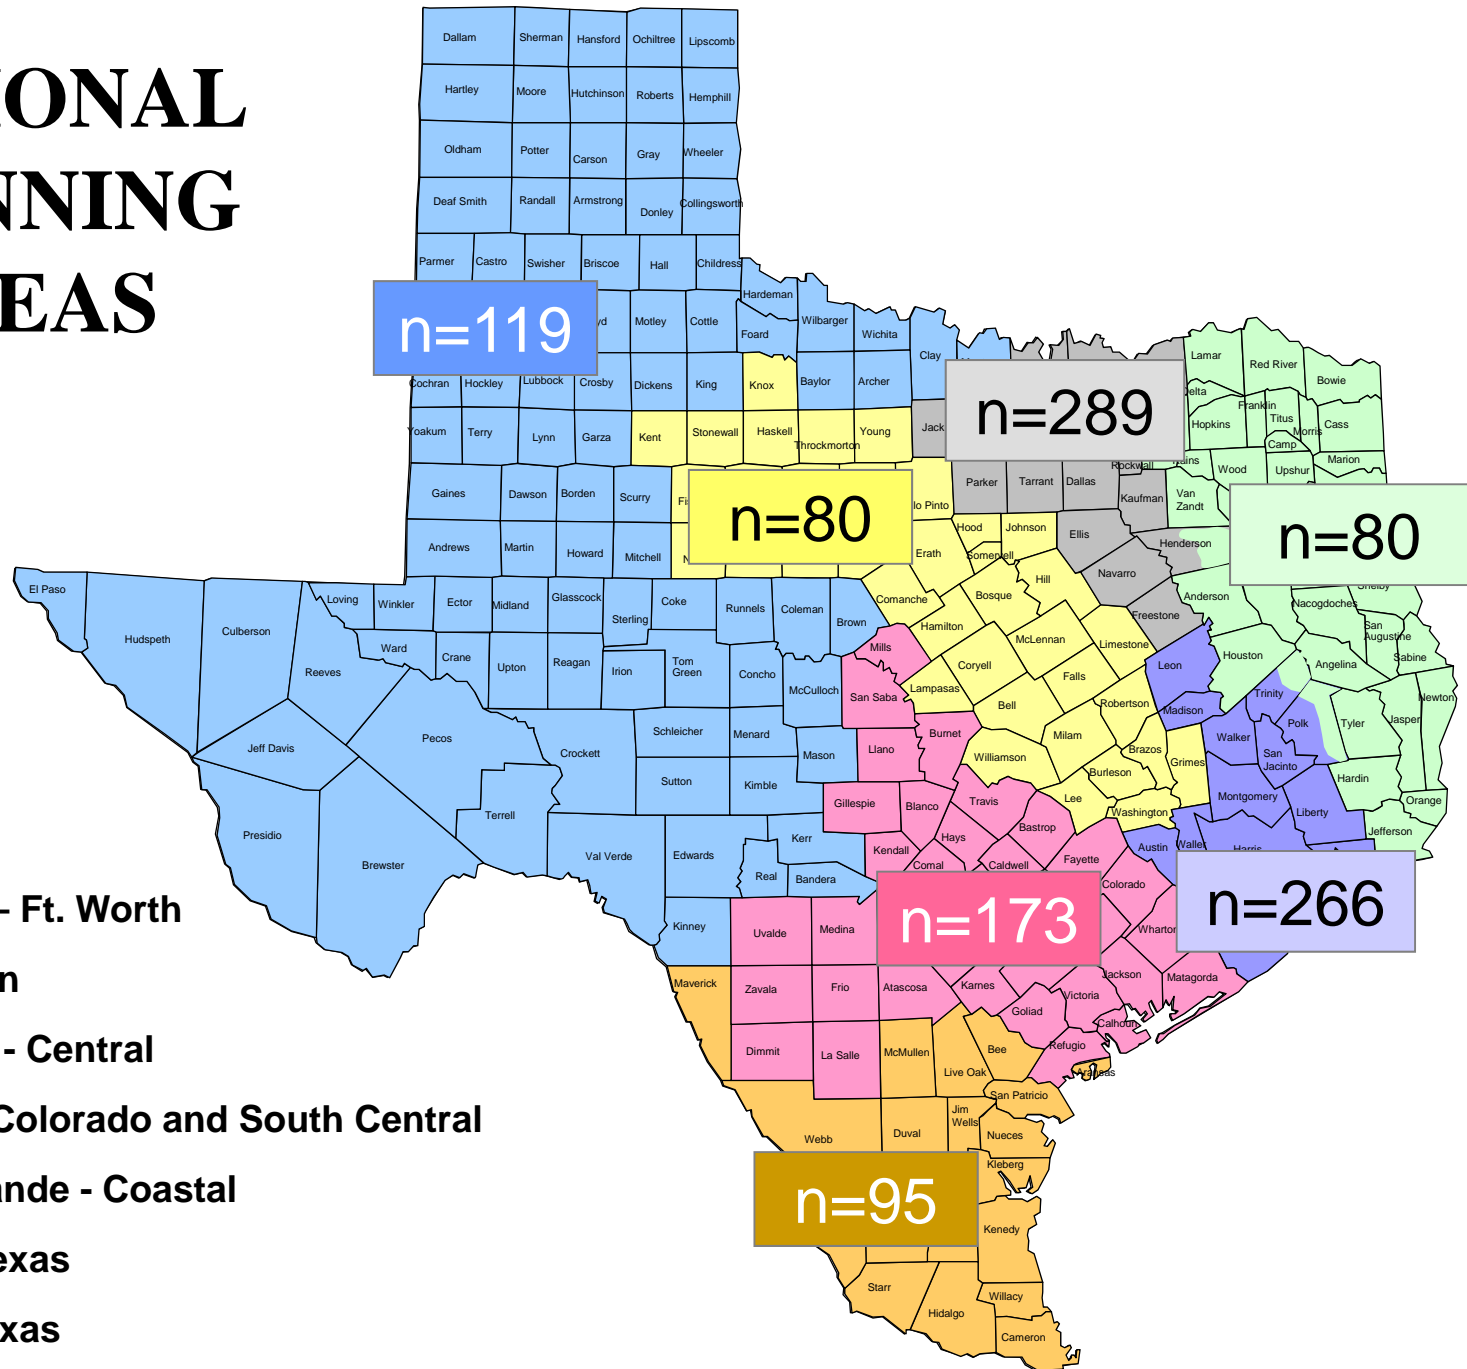 IONAL
NNING
EAS
Dallam Sherman Hansford Ochiltree Lipscomb
Hartley Moore Hutchinson Roberts Hemphill
Oldham Potter Carson Gray Wheeler
Deaf Smith Randall Armstrong Donley Collingsworth
Parmer Castro Swisher Briscoe Hall Childress
Hardeman
n=119
yd Motley Cottle Foard Wilbarger Wichita Clay
Cochran Hockley Lubbock Crosby Dickens King Knox Baylor Archer
n=289
Lamar Red River Bowie
Delta Franklin Titus Morris Cass
Hopkins Camp
Yoakum Terry Lynn Garza Kent Stonewall Haskell Throckmorton Young Jack
Rockwall ains Wood Upshur Marion
Gaines Dawson Borden Scurry Fi
n=80
lo Pinto Parker Tarrant Dallas Kaufman Van Zandt
n=80
Andrews Martin Howard Mitchell N Erath Hood Johnson Somervell Ellis Henderson
El Paso Hudspeth Culberson Loving Winkler Ector Midland Glasscock Sterling Coke Runnels Coleman Brown Comanche Bosque Hill Navarro Anderson Nacogdoches Shelby
Freestone San Augustine
Reeves Ward Crane Upton Reagan Irion Tom Green Concho McCulloch Mills Hamilton McLennan Limestone Leon Houston Angelina Sabine
San Saba Lampasas Coryell Falls
Bell Robertson Madison Trinity Polk Tyler Jasper Newton
Jeff Davis Pecos Crockett Schleicher Menard Mason Llano Burnet Williamson Milam Brazos Grimes Walker San Jacinto
Sutton Kimble Burleson Hardin
Presidio Brewster Terrell Gillespie Blanco Travis Lee Washington Montgomery Liberty Orange
Val Verde Edwards Kerr Real Bandera Kendall Hays Comal Bastrop Caldwell Fayette Austin Waller Harris Jefferson
Colorado
– Ft. Worth
n=173
n=266
Kinney Uvalde Medina Wharton
n
Maverick Zavala Frio Atascosa Karnes Jackson Matagorda
Goliad Victoria Calhoun
- Central
Dimmit La Salle McMullen Live Oak Bee Refugio Aransas
San Patricio
Colorado and South Central
Webb Duval Jim Wells Nueces
Kleberg
ande - Coastal
n=95
Kenedy
exas
Starr Hidalgo Willacy
xas
Cameron